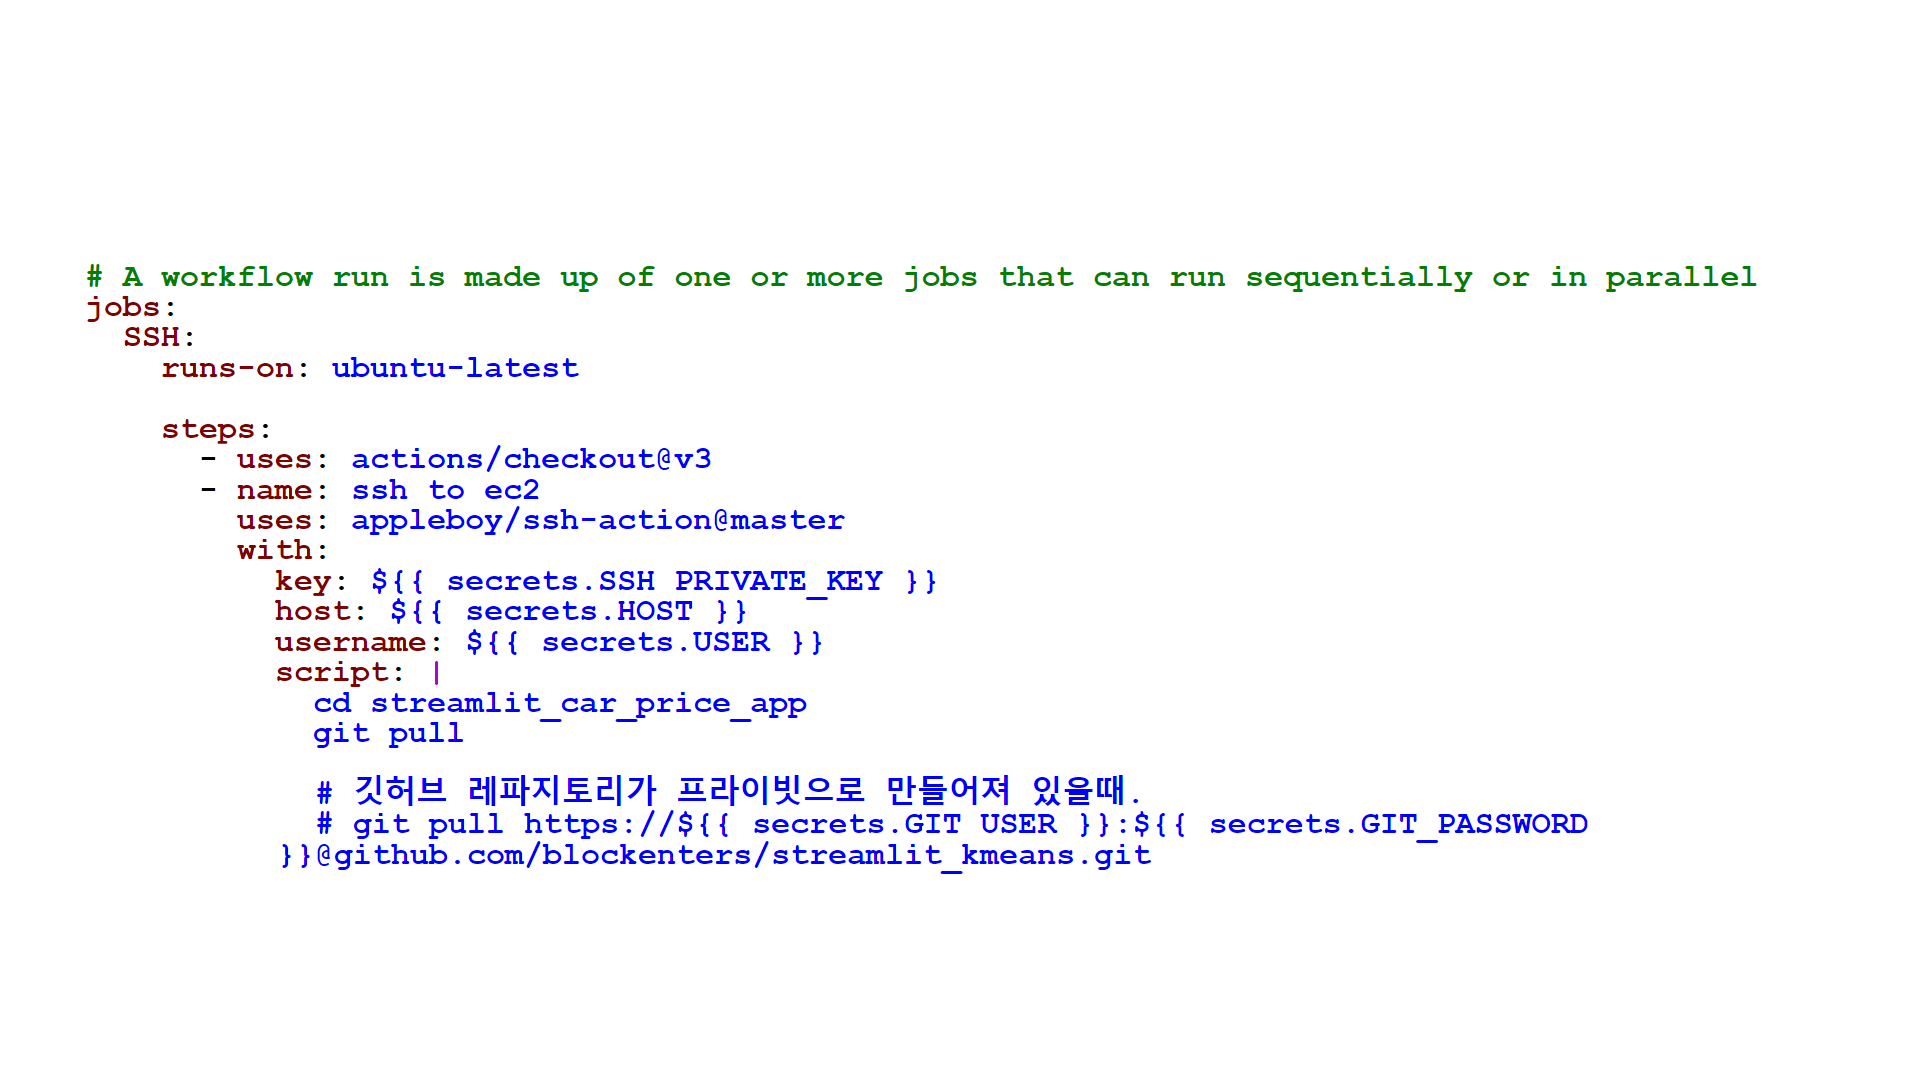 # A workflow run is made up of one or more jobs that can run sequentially or in parallel
jobs:
  SSH:
    runs-on: ubuntu-latest

    steps:
      - uses: actions/checkout@v3
      - name: ssh to ec2
        uses: appleboy/ssh-action@master
        with:
          key: ${{ secrets.SSH PRIVATE_KEY }}
          host: ${{ secrets.HOST }}
          username: ${{ secrets.USER }}
          script: |
            cd streamlit_car_price_app
            git pull

            # 깃허브 레파지토리가 프라이빗으로 만들어져 있을때.
            # git pull https://${{ secrets.GIT USER }}:${{ secrets.GIT_PASSWORD
          }}@github.com/blockenters/streamlit_kmeans.git